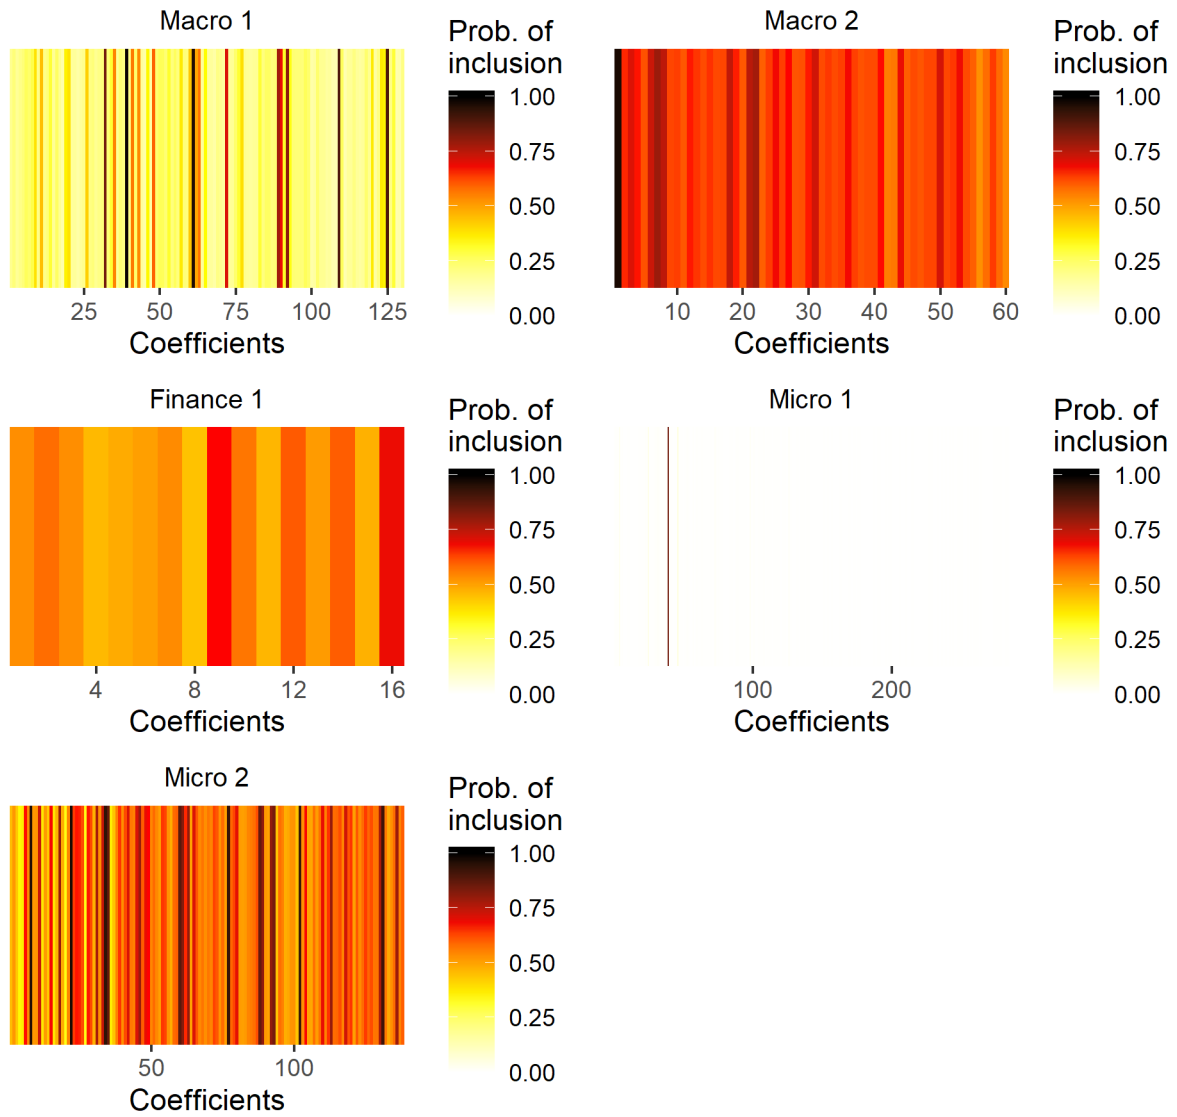 Macro 1
Prob. of
inclusion
1.00
0.75
0.50
0.25
0.00
25 50 75 100 125
Coefficients
Macro 2
Prob. of
inclusion
1.00
0.75
0.50
0.25
0.00
10 20 30 40 50 60
Coefficients
Finance 1
Prob. of
inclusion
1.00
0.75
0.50
0.25
0.00
4 8 12 16
Coefficients
Micro 1
Prob. of
inclusion
1.00
0.75
0.50
0.25
0.00
100 200
Coefficients
Micro 2
Prob. of
inclusion
1.00
0.75
0.50
0.25
0.00
50 100
Coefficients